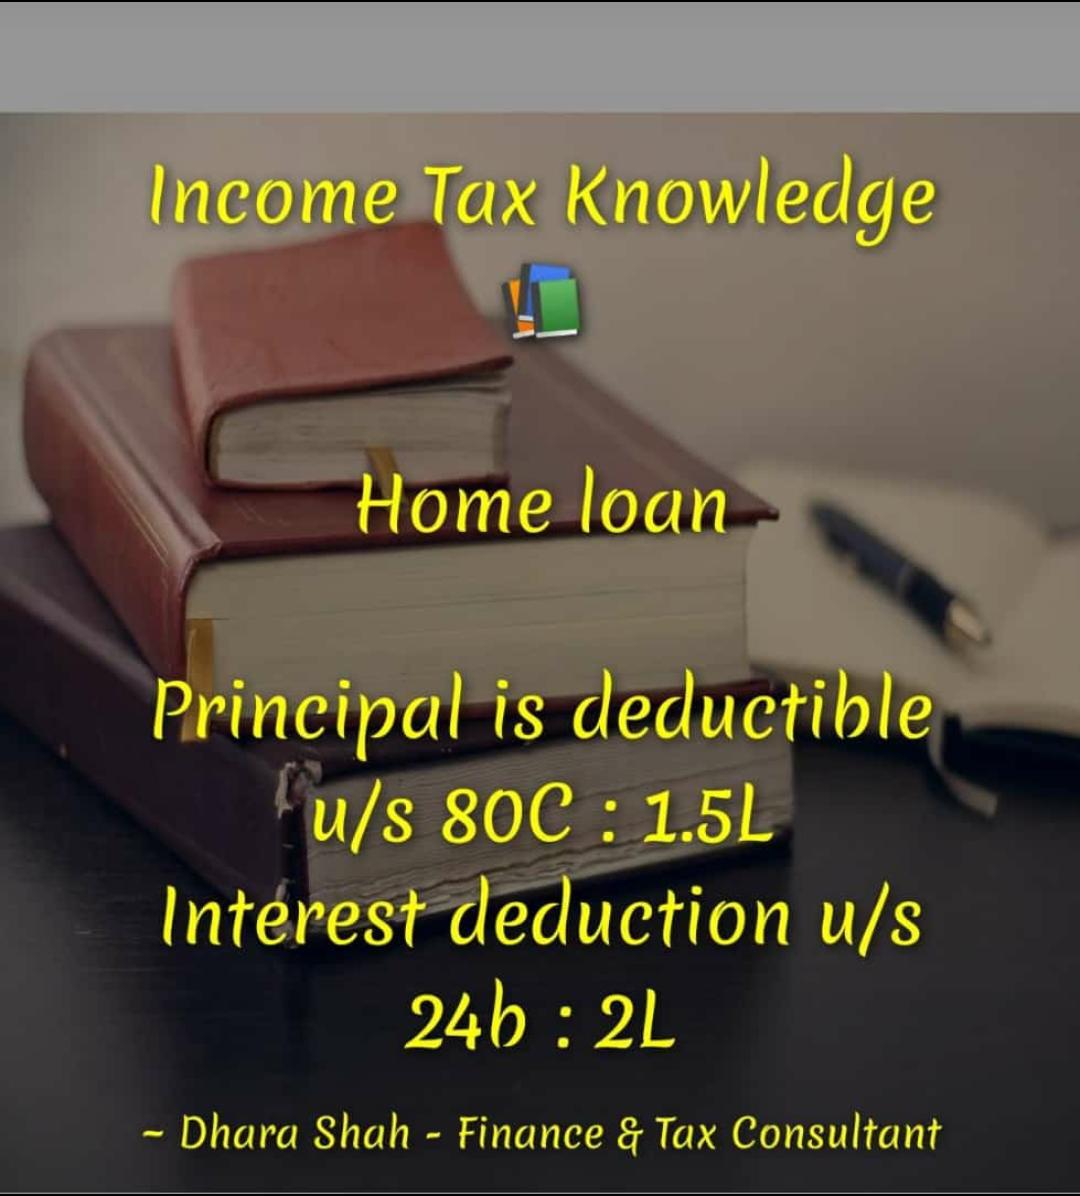 Income Tax Knowledge
Home loan
Principal is deductible
u/s 80C : 1.5L
Interest deduction u/s
24b : 2L
~ Dhara Shah - Finance & Tax Consultant